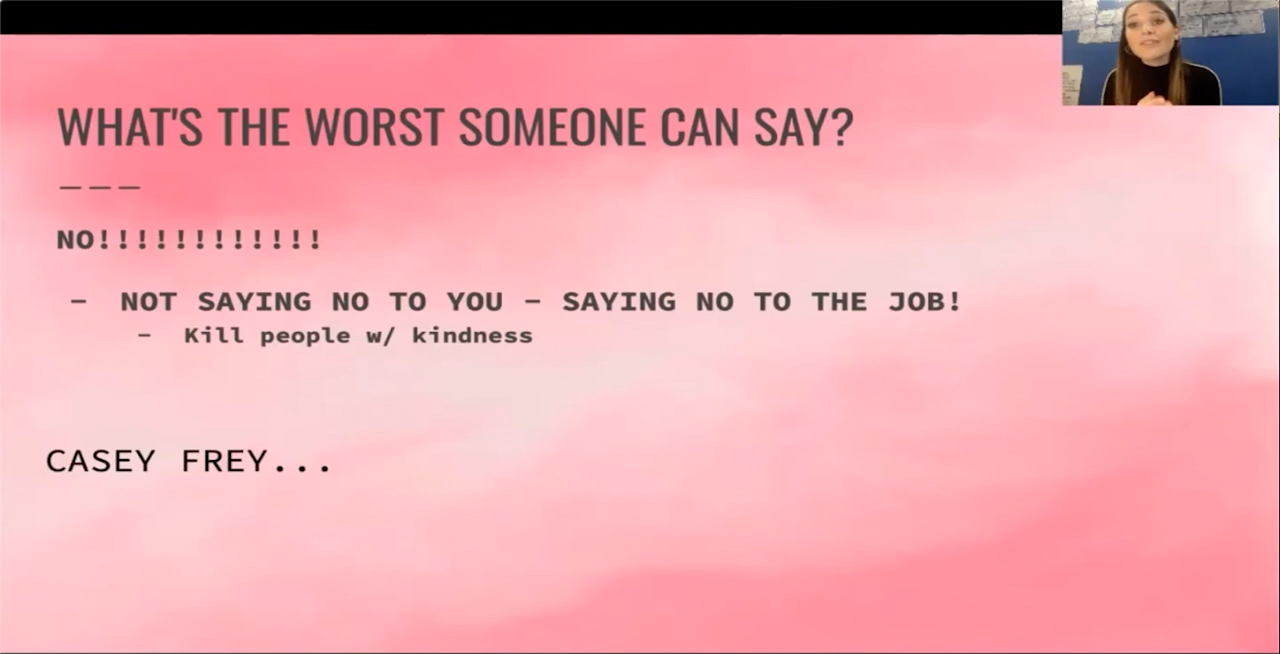 WHAT'S THE WORST SOMEONE CAN SAY?
———
NO!!!!!!!!!!!!
– NOT SAYING NO TO YOU – SAYING NO TO THE JOB!
– Kill people w/ kindness
CASEY FREY...